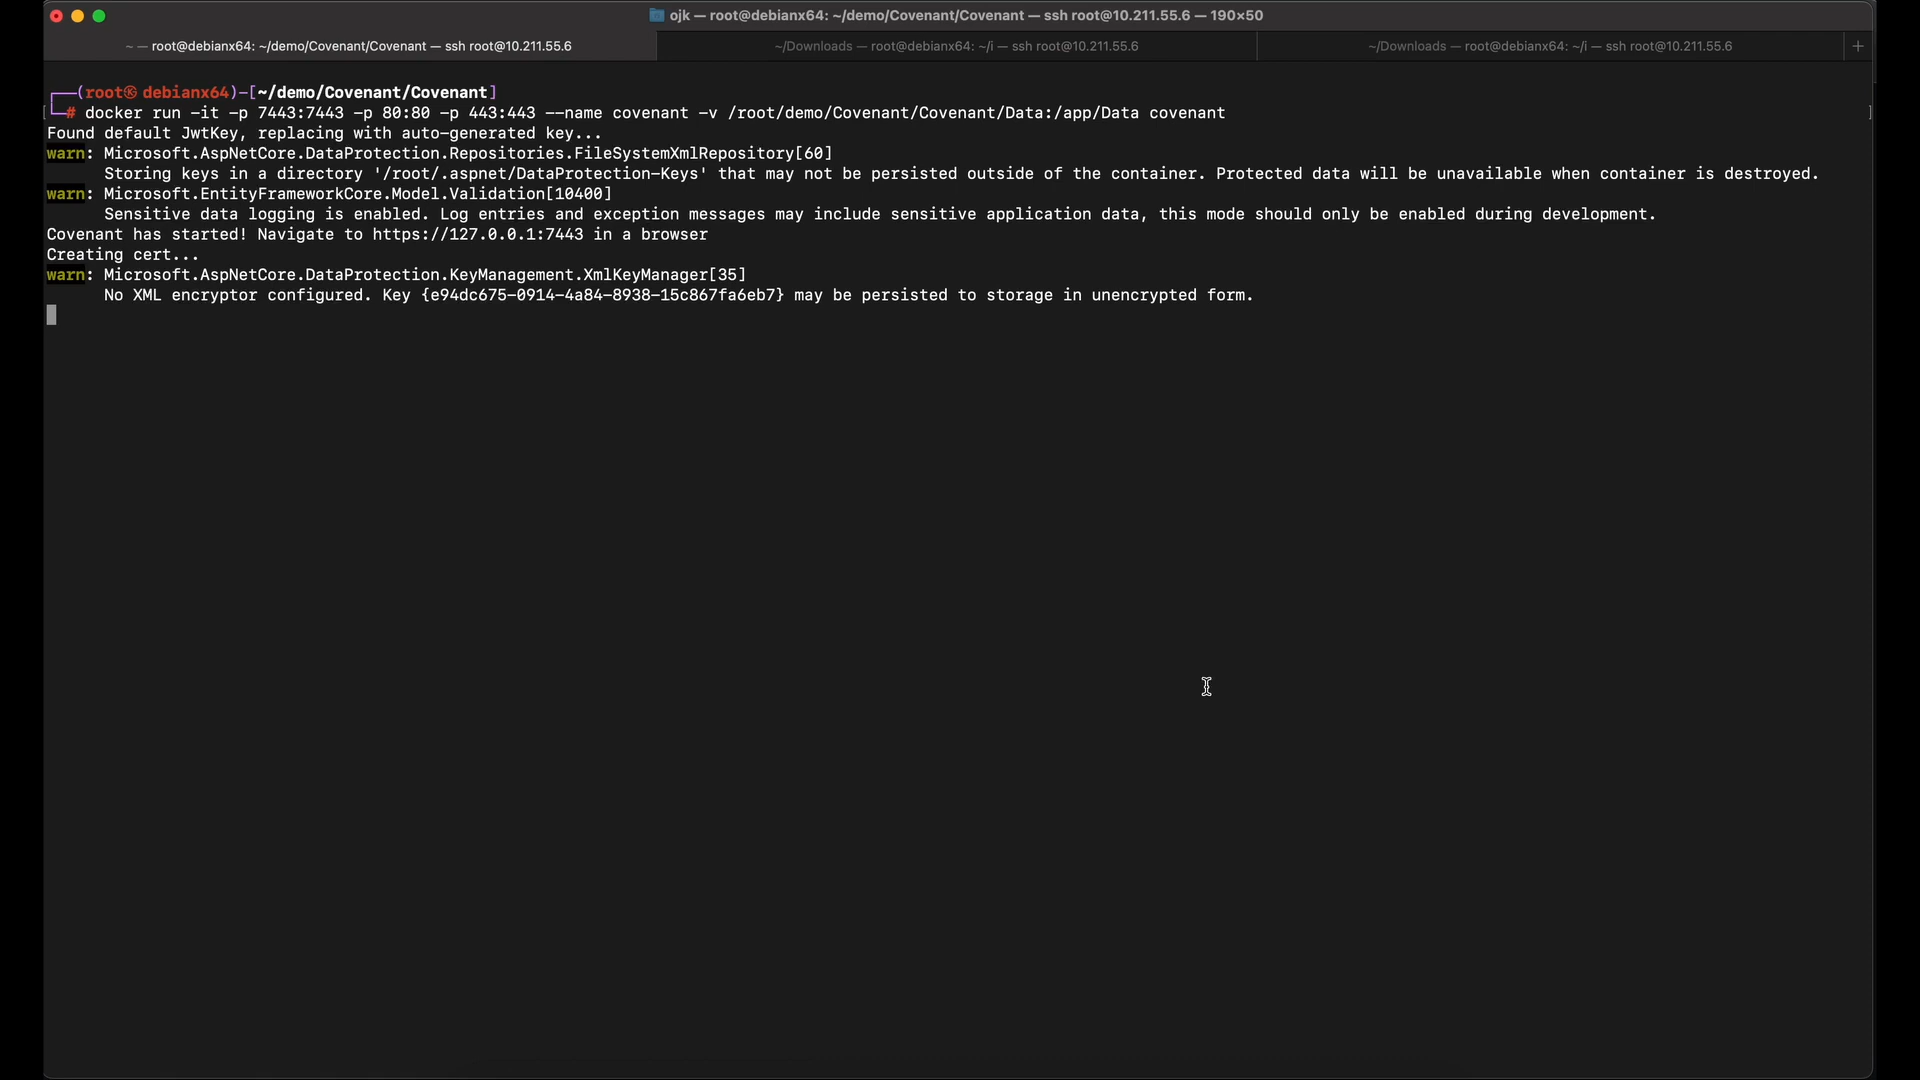 ojk — root@debianx64: ~/demo/Covenant/Covenant — ssh root@10.211.55.6 — 190×50
~ — root@debianx64: ~/demo/Covenant/Covenant — ssh root@10.211.55.6
~/Downloads — root@debianx64: ~/i — ssh root@10.211.55.6
~/Downloads — root@debianx64: ~/i — ssh root@10.211.55.6
+
┌──(root㉿ debianx64)-[~/demo/Covenant/Covenant]
[└─# docker run -it -p 7443:7443 -p 80:80 -p 443:443 --name covenant -v /root/demo/Covenant/Covenant/Data:/app/Data covenant ]
Found default JwtKey, replacing with auto-generated key...
warn: Microsoft.AspNetCore.DataProtection.Repositories.FileSystemXmlRepository[60]
Storing keys in a directory '/root/.aspnet/DataProtection-Keys' that may not be persisted outside of the container. Protected data will be unavailable when container is destroyed.
warn: Microsoft.EntityFrameworkCore.Model.Validation[10400]
Sensitive data logging is enabled. Log entries and exception messages may include sensitive application data, this mode should only be enabled during development.
Covenant has started! Navigate to https://127.0.0.1:7443 in a browser
Creating cert...
warn: Microsoft.AspNetCore.DataProtection.KeyManagement.XmlKeyManager[35]
No XML encryptor configured. Key {e94dc675-0914-4a84-8938-15c867fa6eb7} may be persisted to storage in unencrypted form.